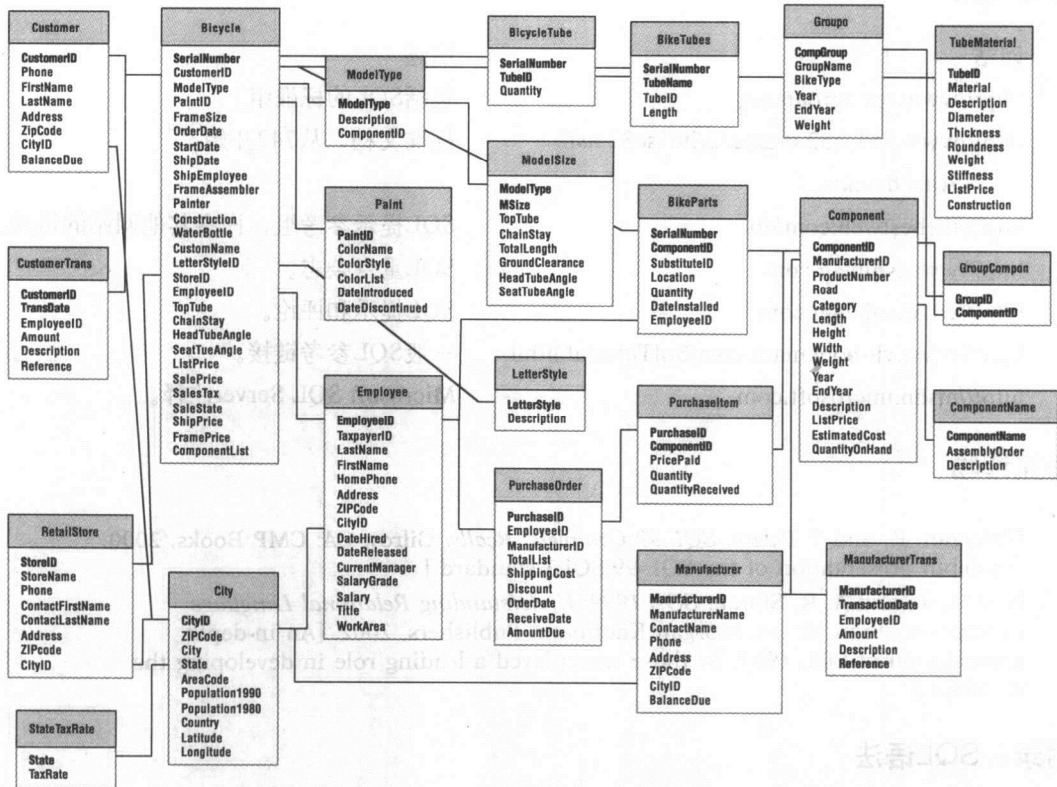 Customer
CustomerID
Phone
FirstName
LastName
Address
ZipCode
CityID
BalanceDue
Bicycle
SerialNumber
CustomerID
ModelType
PaintID
FrameSize
OrderDate
StartDate
ShipDate
ShipEmployee
FrameAssembler
Painter
Construction
WaterBottle
CustomName
LetterStyleID
StoreID
EmployeeID
TopTube
ChainStay
HeadTubeAngle
SeatTueAngle
ListPrice
SalePrice
SalesTax
SaleState
ShipPrice
FramePrice
ComponentList
ModelType
ModelType
Description
ComponentID
BicycleTube
SerialNumber
TubeID
Quantity
BikeTubes
SerialNumber
TubeName
TubeID
Length
Groupo
CompGroup
GroupName
BikeType
Year
EndYear
Weight
TubeMaterial
TubeID
Material
Description
Diameter
Thickness
Roundness
Weight
Stiffness
ListPrice
Construction
ModelSize
ModelType
MSize
TopTube
ChainStay
TotalLength
GroundClearance
HeadTubeAngle
SeatTubeAngle
Paint
PaintID
ColorName
ColorStyle
ColorList
DateIntroduced
DateDiscontinued
BikeParts
SerialNumber
ComponentID
SubstituteID
Location
Quantity
DateInstalled
EmployeeID
Component
ComponentID
ManufacturerID
ProductNumber
Road
Category
Length
Height
Width
Weight
Year
EndYear
Description
ListPrice
EstimatedCost
QuantityOnHand
GroupCompon
GroupID
ComponentID
CustomerTrans
CustomerID
TransDate
EmployeeID
Amount
Description
Reference
Employee
EmployeeID
TaxpayerID
LastName
FirstName
HomePhone
Address
ZIPCode
CityID
DateHired
DateReleased
CurrentManager
SalaryGrade
Salary
Title
WorkArea
LetterStyle
LetterStyle
Description
PurchaseItem
PurchaseID
ComponentID
PricePaid
Quantity
QuantityReceived
ComponentName
ComponentName
AssemblyOrder
Description
PurchaseOrder
PurchaseID
EmployeeID
ManufacturerID
TotalList
ShippingCost
Discount
OrderDate
ReceiveDate
AmountDue
RetailStore
StoreID
StoreName
Phone
ContactFirstName
ContactLastName
Address
ZIPcode
CityID
City
CityID
ZIPCode
City
State
AreaCode
Population1990
Population1980
Country
Latitude
Longitude
Manufacturer
ManufacturerID
ManufacturerName
ContactName
Phone
Address
ZIPCode
CityID
BalanceDue
ManufacturerTrans
ManufacturerID
TransactionDate
EmployeeID
Amount
Description
Reference
StateTaxRate
State
TaxRate